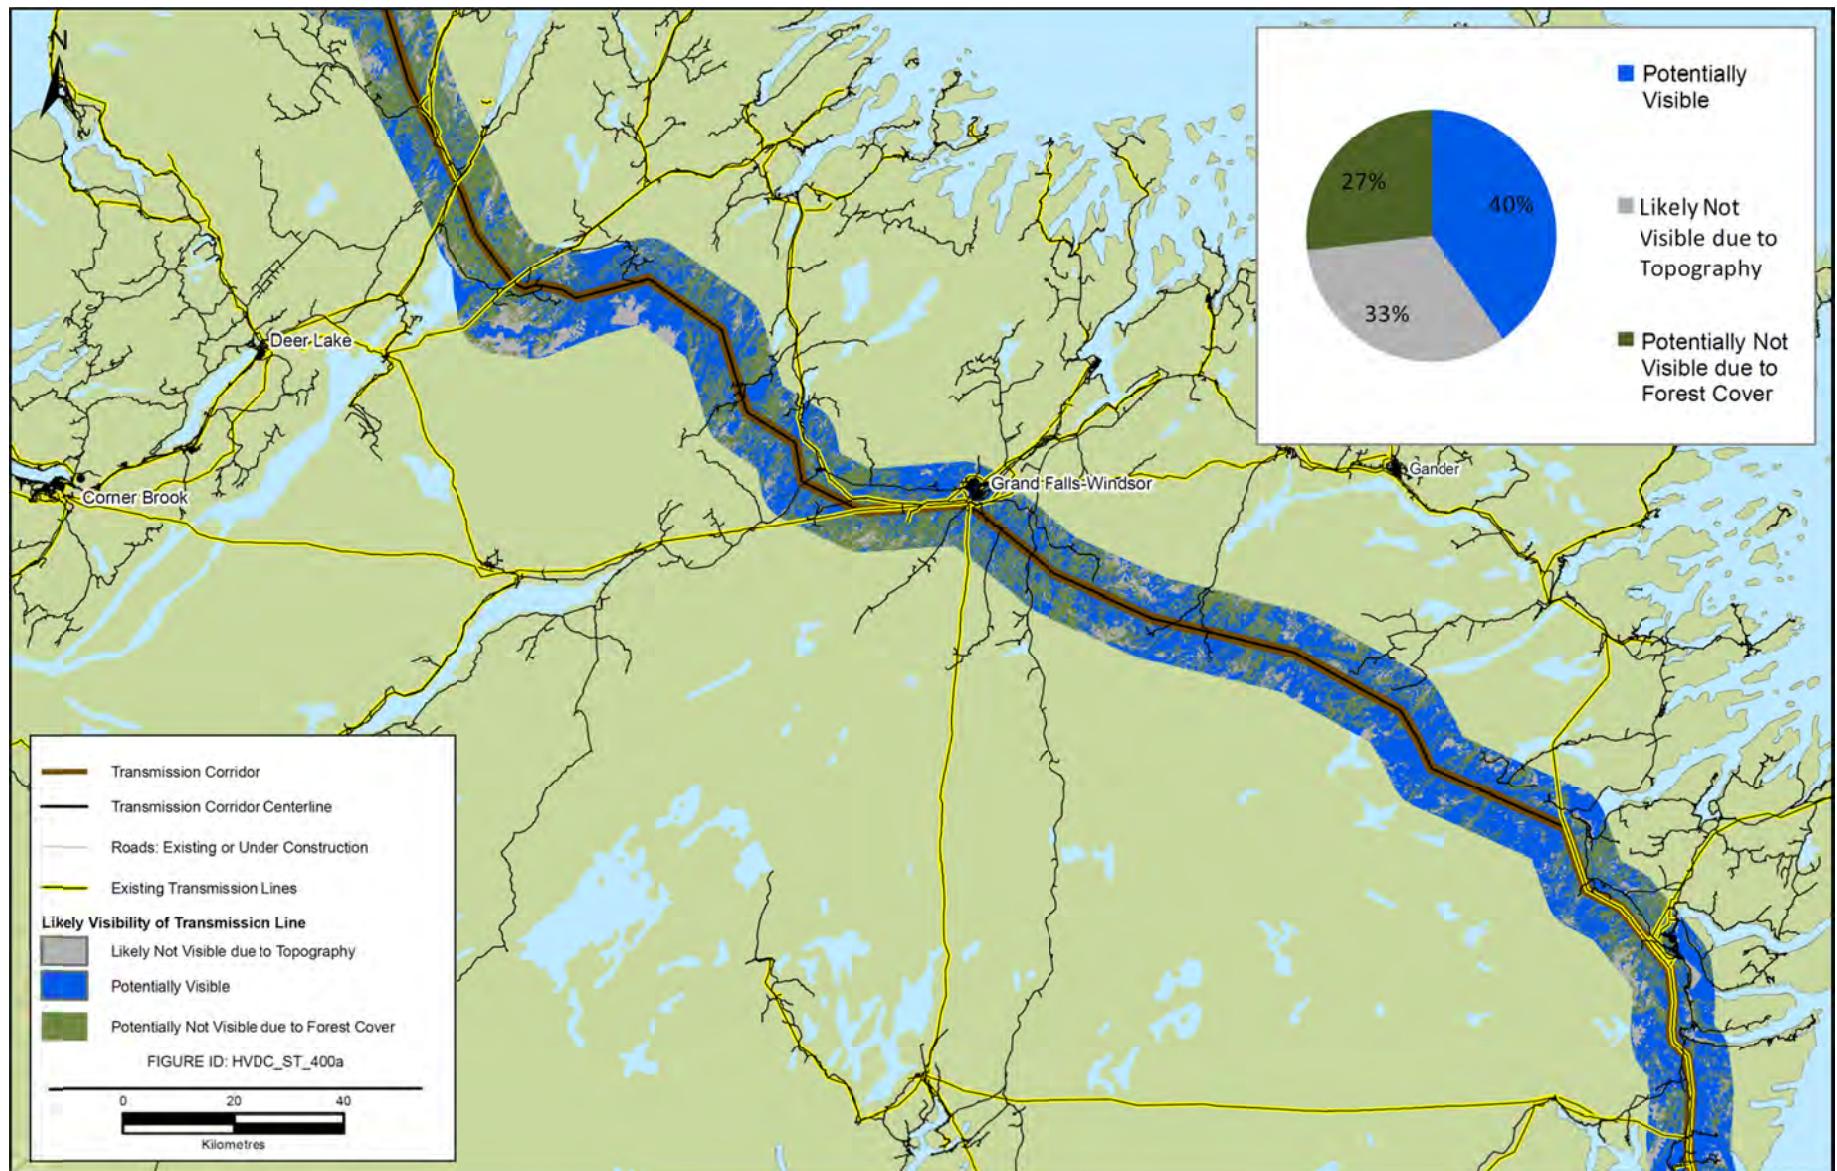 N
Potentially
Visible
27%
40%
Likely Not
Visible due to
Topography
33%
Potentially Not
Visible due to
Forest Cover
Deer Lake
Corner Brook
Grand Falls-Windsor
Gander
Transmission Corridor
Transmission Corridor Centerline
Roads: Existing or Under Construction
Existing Transmission Lines
Likely Visibility of Transmission Line
Likely Not Visible due to Topography
Potentially Visible
Potentially Not Visible due to Forest Cover
FIGURE ID: HVDC_ST_400a
0 20 40
Kilometres